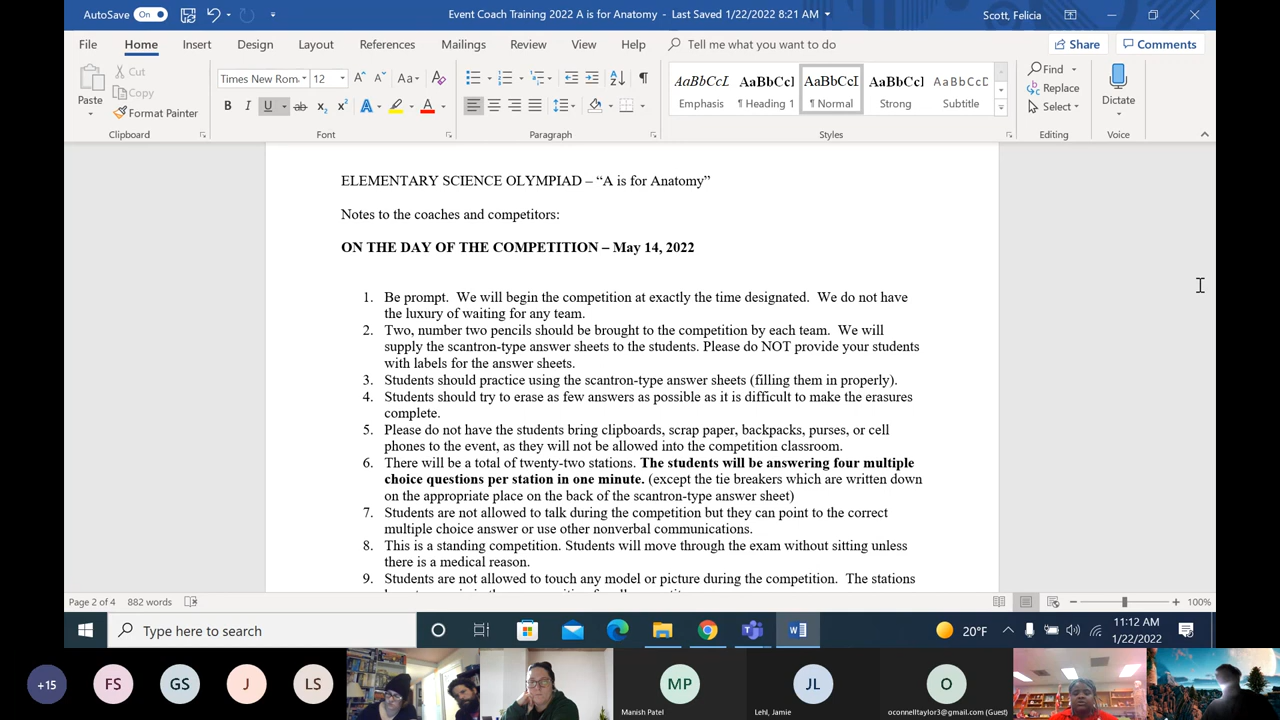 AutoSave On Event Coach Training 2022 A is for Anatomy - Last Saved 1/22/2022 8:21 AM Scott, Felicia
File Home Insert Design Layout References Mailings Review View Help Tell me what you want to do Share Comments
Times New Rom 12 Aa AaBbCcL AaBbCcI AaBbCcI AaBbCcI AaBbCcD Find
Cut
Copy
Format Painter
Paste
B I U ab x₂ x² A A
Emphasis ¶ Heading 1 ¶ Normal Strong Subtitle
Replace
Select
Dictate
Clipboard Font Paragraph Styles Editing Voice
ELEMENTARY SCIENCE OLYMPIAD – “A is for Anatomy”
Notes to the coaches and competitors:
ON THE DAY OF THE COMPETITION – May 14, 2022
1. Be prompt. We will begin the competition at exactly the time designated. We do not have
the luxury of waiting for any team.
2. Two, number two pencils should be brought to the competition by each team. We will
supply the scantron-type answer sheets to the students. Please do NOT provide your students
with labels for the answer sheets.
3. Students should practice using the scantron-type answer sheets (filling them in properly).
4. Students should try to erase as few answers as possible as it is difficult to make the erasures
complete.
5. Please do not have the students bring clipboards, scrap paper, backpacks, purses, or cell
phones to the event, as they will not be allowed into the competition classroom.
6. There will be a total of twenty-two stations. The students will be answering four multiple
choice questions per station in one minute. (except the tie breakers which are written down
on the appropriate place on the back of the scantron-type answer sheet)
7. Students are not allowed to talk during the competition but they can point to the correct
multiple choice answer or use other nonverbal communications.
8. This is a standing competition. Students will move through the exam without sitting unless
there is a medical reason.
9. Students are not allowed to touch any model or picture during the competition. The stations
Page 2 of 4 882 words 100%
Type here to search 20°F 11:12 AM
1/22/2022
+15 FS GS J LS MP JL O
Manish Patel Lehl, Jamie oconnelltaylor3@gmail.com (Guest)